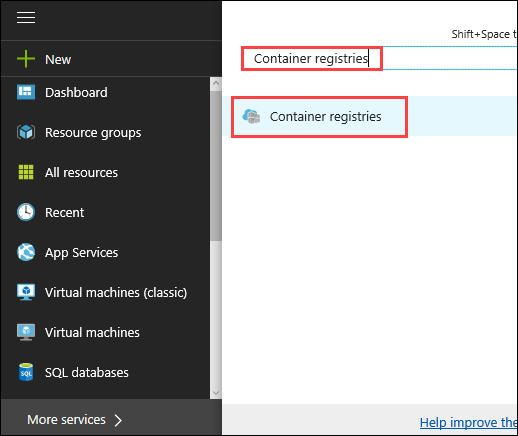 New
Dashboard
Resource groups
All resources
Recent
App Services
Virtual machines (classic)
Virtual machines
SQL
SQL databases
More services
Shift+Space t
Container registries
Container registries
Help improve the